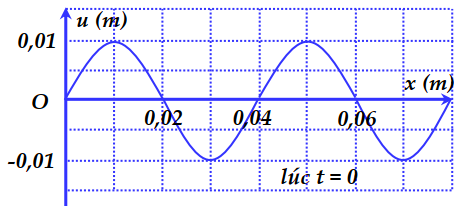 u (m)
0,01
x (m)
O
0,02 0,04 0,06
-0,01
lúc t = 0